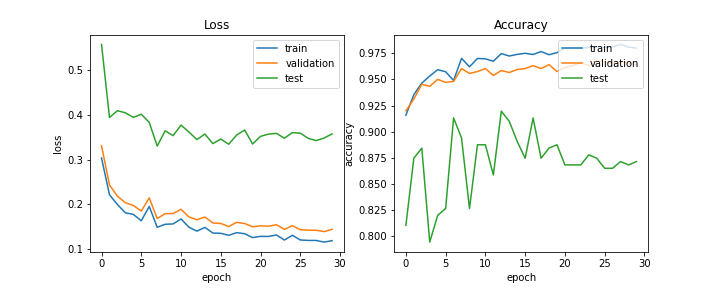 Loss
train
validation
test
0.5
0.4
0.3
0.2
0.1
loss
0
5
10
15
20
25
30
epoch
Accuracy
train
validation
test
0.975
0.950
0.925
0.900
0.875
0.850
0.825
0.800
accuracy
0
5
10
15
20
25
30
epoch